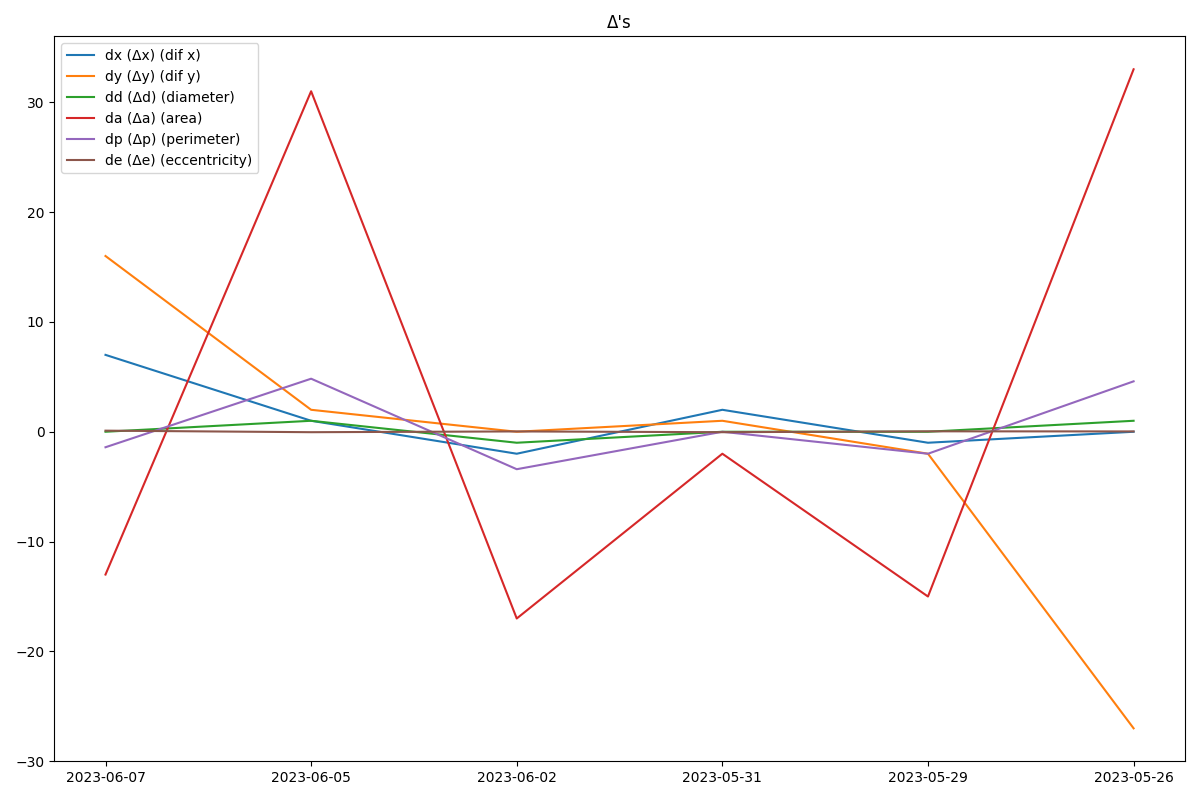 Δ's
dx (Δx) (dif x)
dy (Δy) (dif y)
dd (Δd) (diameter)
da (Δa) (area)
dp (Δp) (perimeter)
de (Δe) (eccentricity)
30
20
10
0
−10
−20
−30
2023-06-07 2023-06-05 2023-06-02 2023-05-31 2023-05-29 2023-05-26